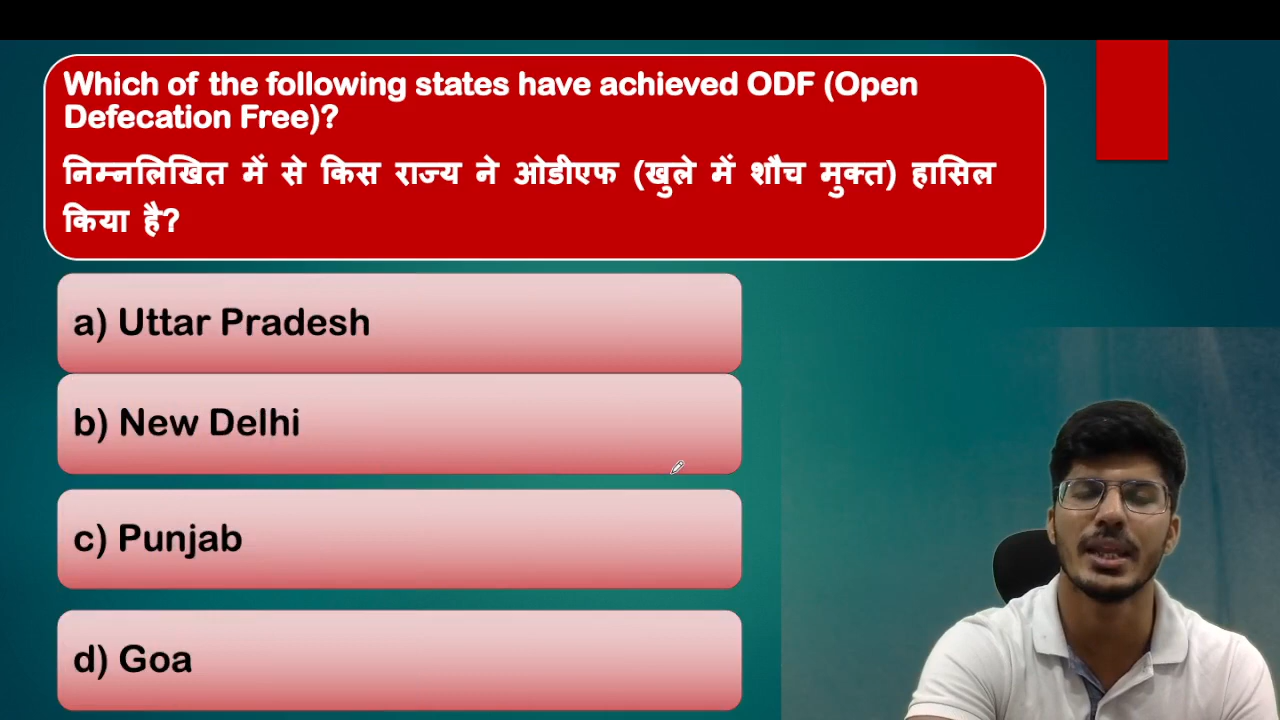 Which of the following states have achieved ODF (Open
Defecation Free)?
निम्नलिखित में से किस राज्य ने ओडीएफ (खुले में शौच मुक्त) हासिल
किया है?
a) Uttar Pradesh
b) New Delhi
c) Punjab
d) Goa